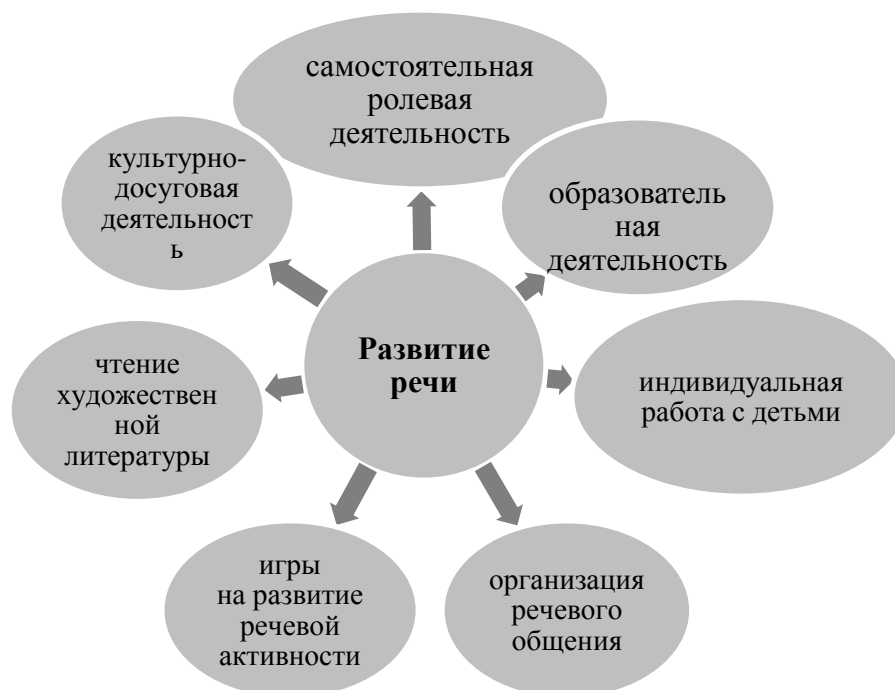 самостоятельная
ролевая
деятельность
культурно-
досуговая
деятельност
ь
образователь
ная
деятельность
Развитие
речи
чтение
художествен
ной
литературы
индивидуальная
работа с детьми
игры
на развитие
речевой
активности
организация
речевого
общения